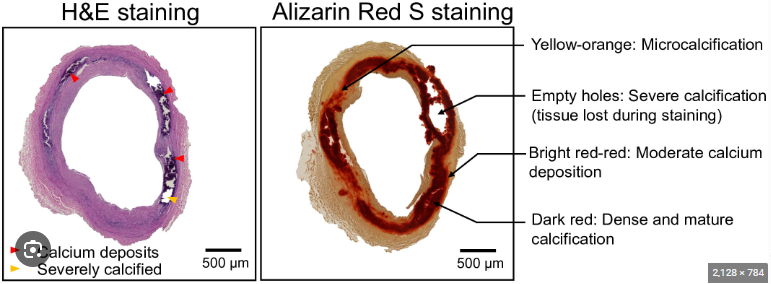 H&E staining
Alizarin Red S staining
Yellow-orange: Microcalcification
Empty holes: Severe calcification
(tissue lost during staining)
Bright red-red: Moderate calcium
deposition
Dark red: Dense and mature
calcification
Calcium deposits
Severely calcified
500 μm
500 μm
2,128 × 784